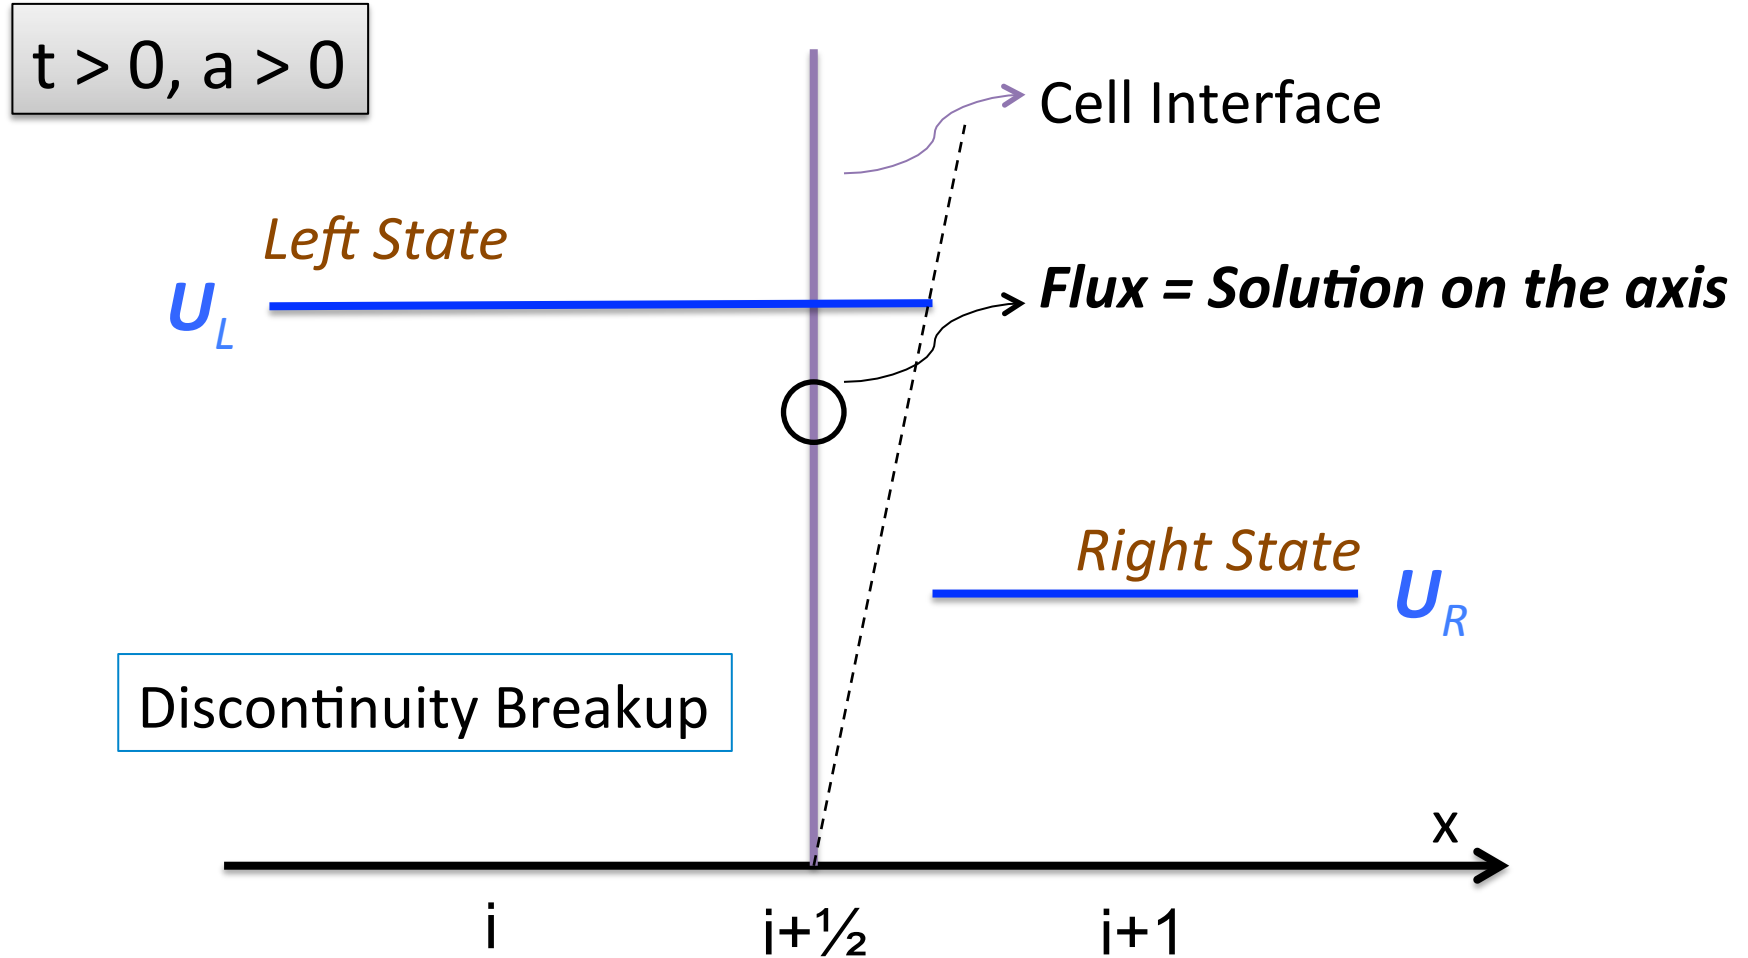 t > 0, a > 0
Cell Interface
Left State
U_L
Flux = Solution on the axis
Right State
U_R
Discontinuity Breakup
x
i
i+½
i+1